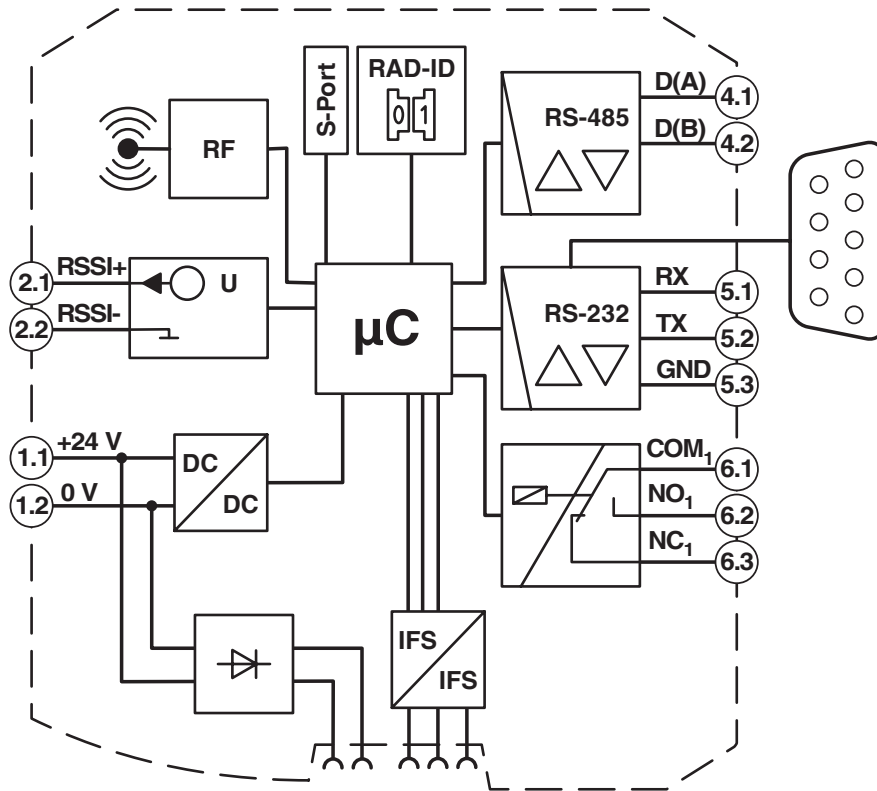 S-Port
RAD-ID
0 1
RF
RS-485
D(A) 4.1
D(B) 4.2
2.1 RSSI+
2.2 RSSI-
U
µC
RS-232
RX 5.1
TX 5.2
GND 5.3
1.1 +24 V
1.2 0 V
DC
DC
COM1 6.1
NO1 6.2
NC1 6.3
IFS
IFS